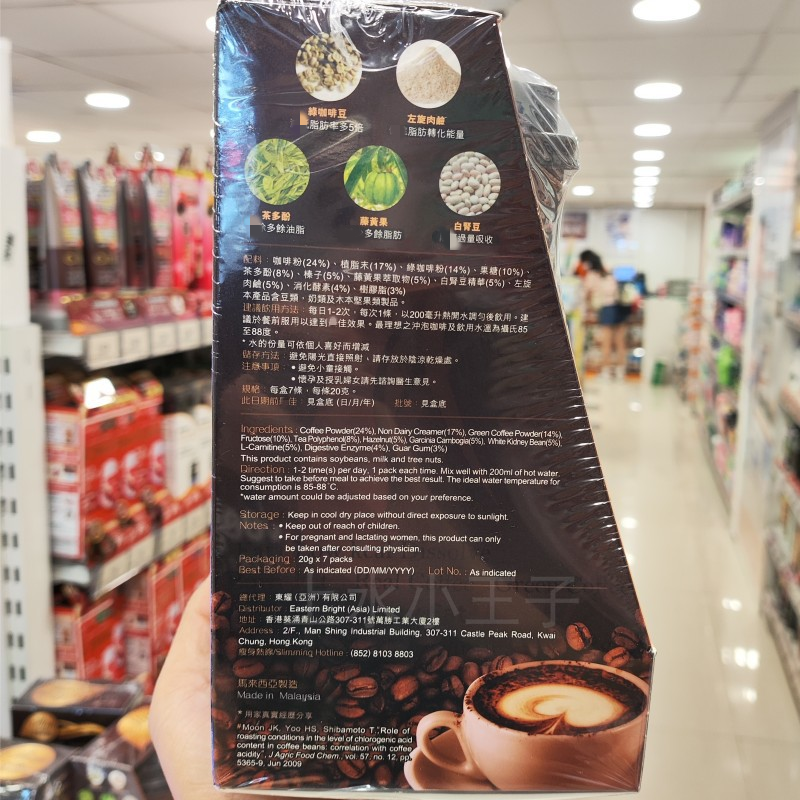 綠咖啡豆
脂肪率多5倍
左旋肉鹼
脂肪轉化能量
茶多酚
多餘油脂
藤黃果
多餘脂肪
白腎豆
過量吸收
配料：咖啡粉(24%)、植脂末(17%)、綠咖啡粉(14%)、果糖(10%)、
茶多酚(8%)、榛子(5%)、藤黃果萃取物(5%)、白腎豆精華(5%)、左旋
肉鹼(5%)、消化酵素(4%)、樹膠脂(3%)
本產品含豆類，奶類及木本堅果類製品。
建議飲用方法：每日1-2次，每次1條，以200毫升熱開水調勻後飲用。建
議於餐前服用以達到最佳效果。最理想之沖泡咖啡及飲用水溫為攝氏85
至88度。
* 水的份量可依個人喜好而增減
儲存方法：避免陽光直接照射、請存放於陰涼乾燥處。
注意事項：• 避免小童接觸。
• 懷孕及授乳婦女請先諮詢醫生意見。
規格：每盒7條，每條20克。
此日期前佳：見盒底 (日/月/年) 批號：見盒底
Ingredients : Coffee Powder(24%), Non Dairy Creamer(17%), Green Coffee Powder(14%),
Fructose(10%), Tea Polyphenol(8%), Hazelnut(5%), Garcinia Cambogia(5%), White Kidney Bean(5%),
L-Carnitine(5%), Digestive Enzyme(4%), Guar Gum(3%)
This product contains soybeans, milk and tree nuts.
Direction : 1-2 time(s) per day, 1 pack each time. Mix well with 200ml of hot water.
Suggest to take before meal to achieve the best result. The ideal water temperature for
consumption is 85-88°C.
*water amount could be adjusted based on your preference.
Storage : Keep in cool dry place without direct exposure to sunlight.
Notes : • Keep out of reach of children.
• For pregnant and lactating women, this product can only
be taken after consulting physician.
Packaging : 20g x 7 packs
Best Before : As indicated (DD/MM/YYYY) Lot No. : As indicated
總代理：東耀（亞洲）有限公司
Distributor : Eastern Bright (Asia) Limited
地址：香港葵涌青山公路307-311號萬勝工業大廈2樓
Address : 2/F., Man Shing Industrial Building, 307-311 Castle Peak Road, Kwai
Chung, Hong Kong
瘦身熱線/Slimming Hotline : (852) 8103 8803
馬來西亞製造
Made in Malaysia
* 用家真實經歷分享
#Moon JK, Yoo HS, Shibamoto T. Role of
roasting conditions in the level of chlorogenic acid
content in coffee beans: correlation with coffee
acidity. J Agric Food Chem., vol. 57, no. 12, pp.
5365-9, Jun 2009
小王子